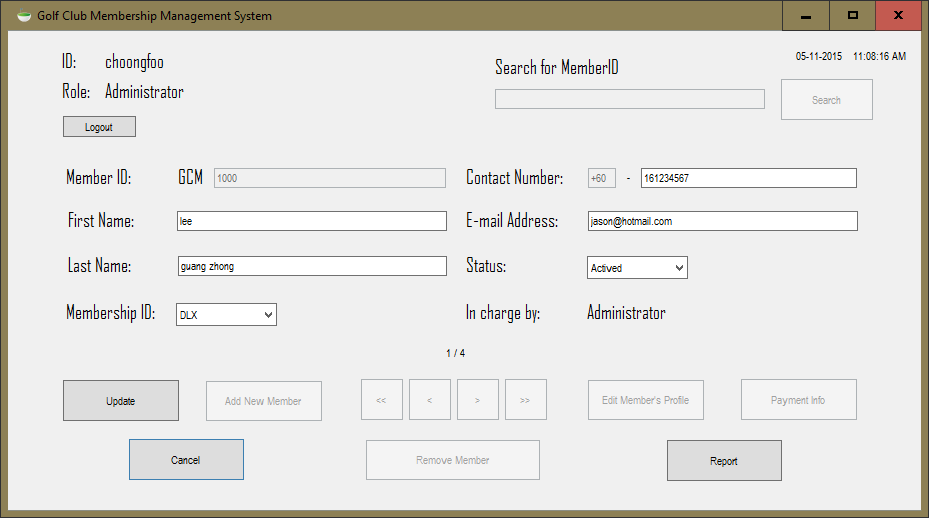 Golf Club Membership Management System
ID: choongfoo
Role: Administrator
Logout
Search for MemberID
05-11-2015 11:08:16 AM
Search
Member ID: GCM 1000
Contact Number: +60 - 161234567
First Name: lee
E-mail Address: jason@hotmail.com
Last Name: guang zhong
Status: Actived
Membership ID: DLX
In charge by: Administrator
1 / 4
Update
Add New Member
<<
<
>
>>
Edit Member's Profile
Payment Info
Cancel
Remove Member
Report